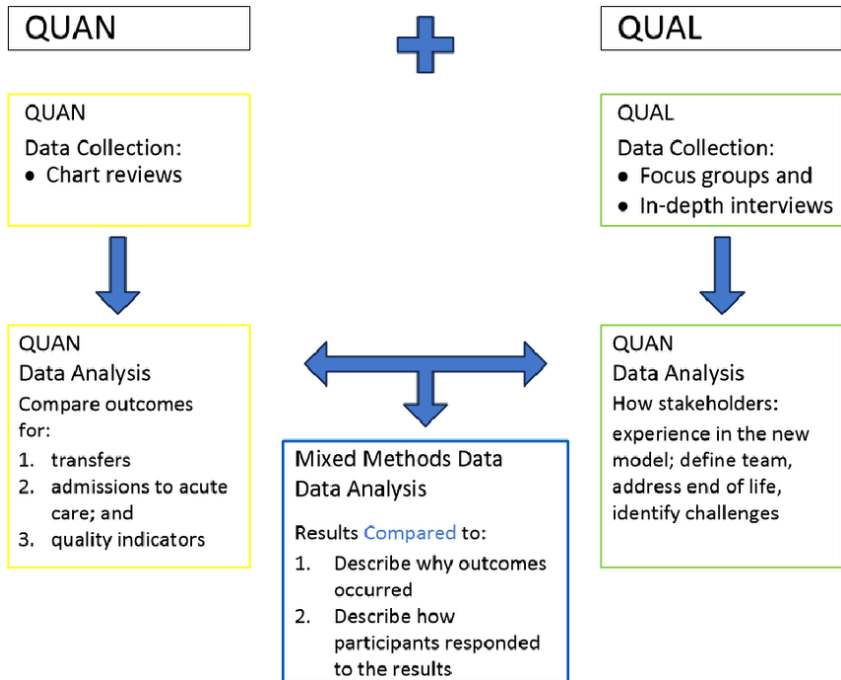 QUAN
QUAL
QUAN
Data Collection:
• Chart reviews
QUAL
Data Collection:
• Focus groups and
• In-depth interviews
QUAN
Data Analysis
Compare outcomes
for:
1. transfers
2. admissions to acute
care; and
3. quality indicators
QUAN
Data Analysis
How stakeholders:
experience in the new
model; define team,
address end of life,
identify challenges
Mixed Methods Data
Data Analysis
Results Compared to:
1. Describe why outcomes
occurred
2. Describe how
participants responded
to the results